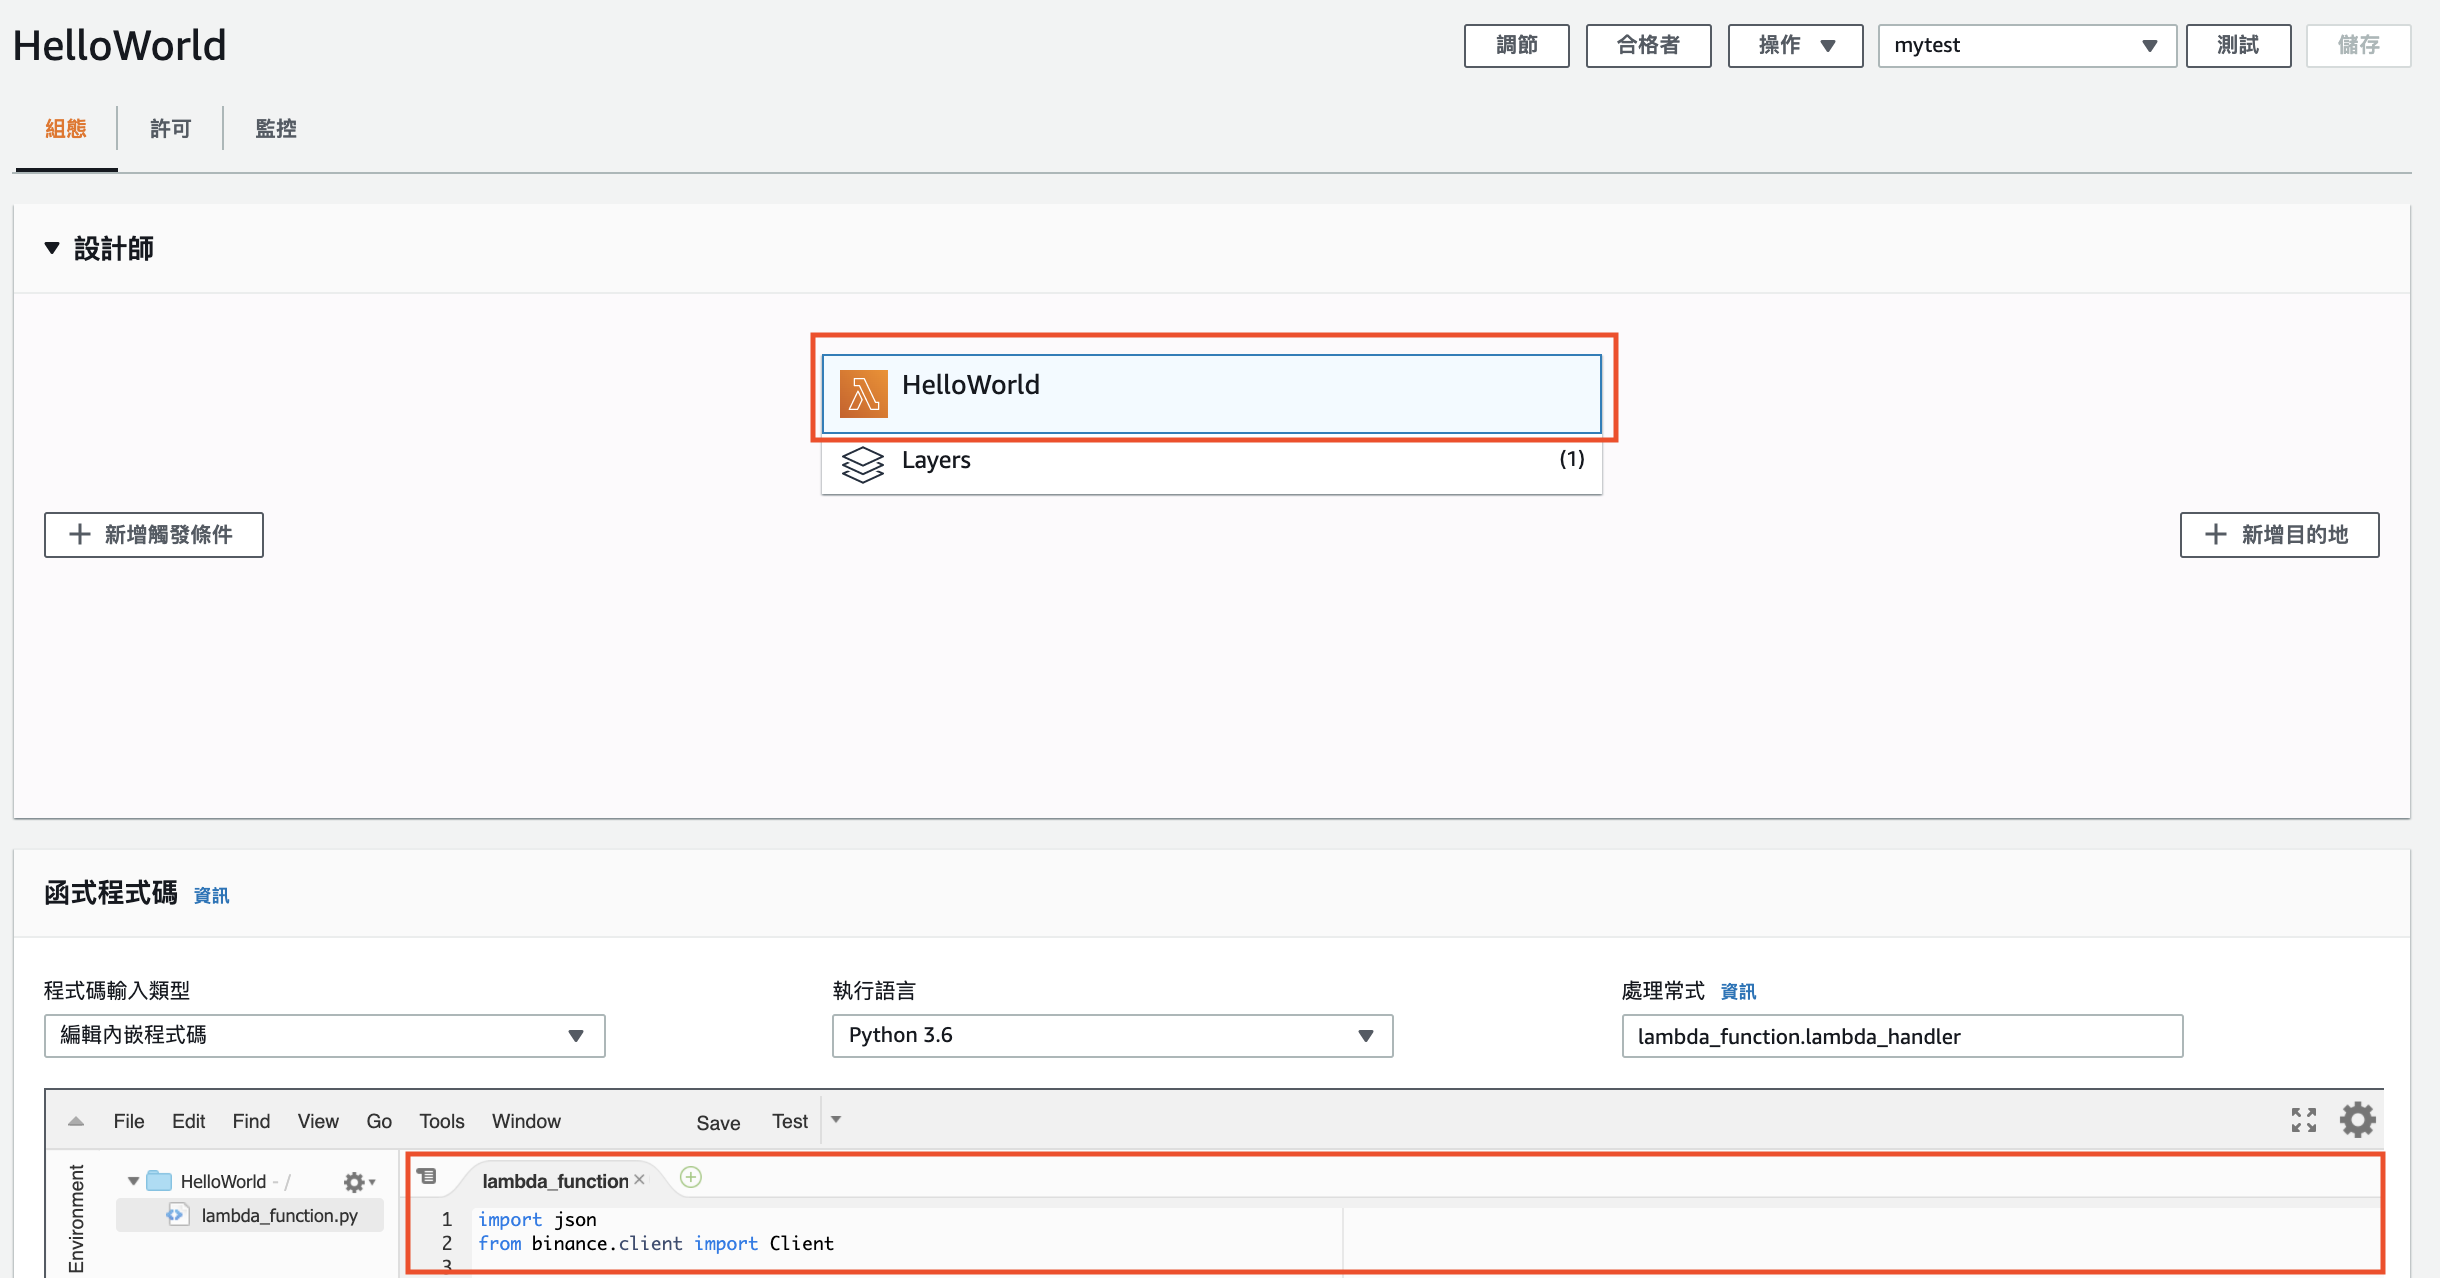 HelloWorld
調節 合格者 操作 mytest 測試 儲存
組態 許可 監控
設計師
HelloWorld
Layers (1)
新增觸發條件 新增目的地
函式程式碼 資訊
程式碼輸入類型 執行語言 處理常式 資訊
編輯內嵌程式碼 Python 3.6 lambda_function.lambda_handler
File Edit Find View Go Tools Window Save Test
Environment
HelloWorld - /
lambda_function.py
lambda_function ×
1 import json
2 from binance.client import Client
3